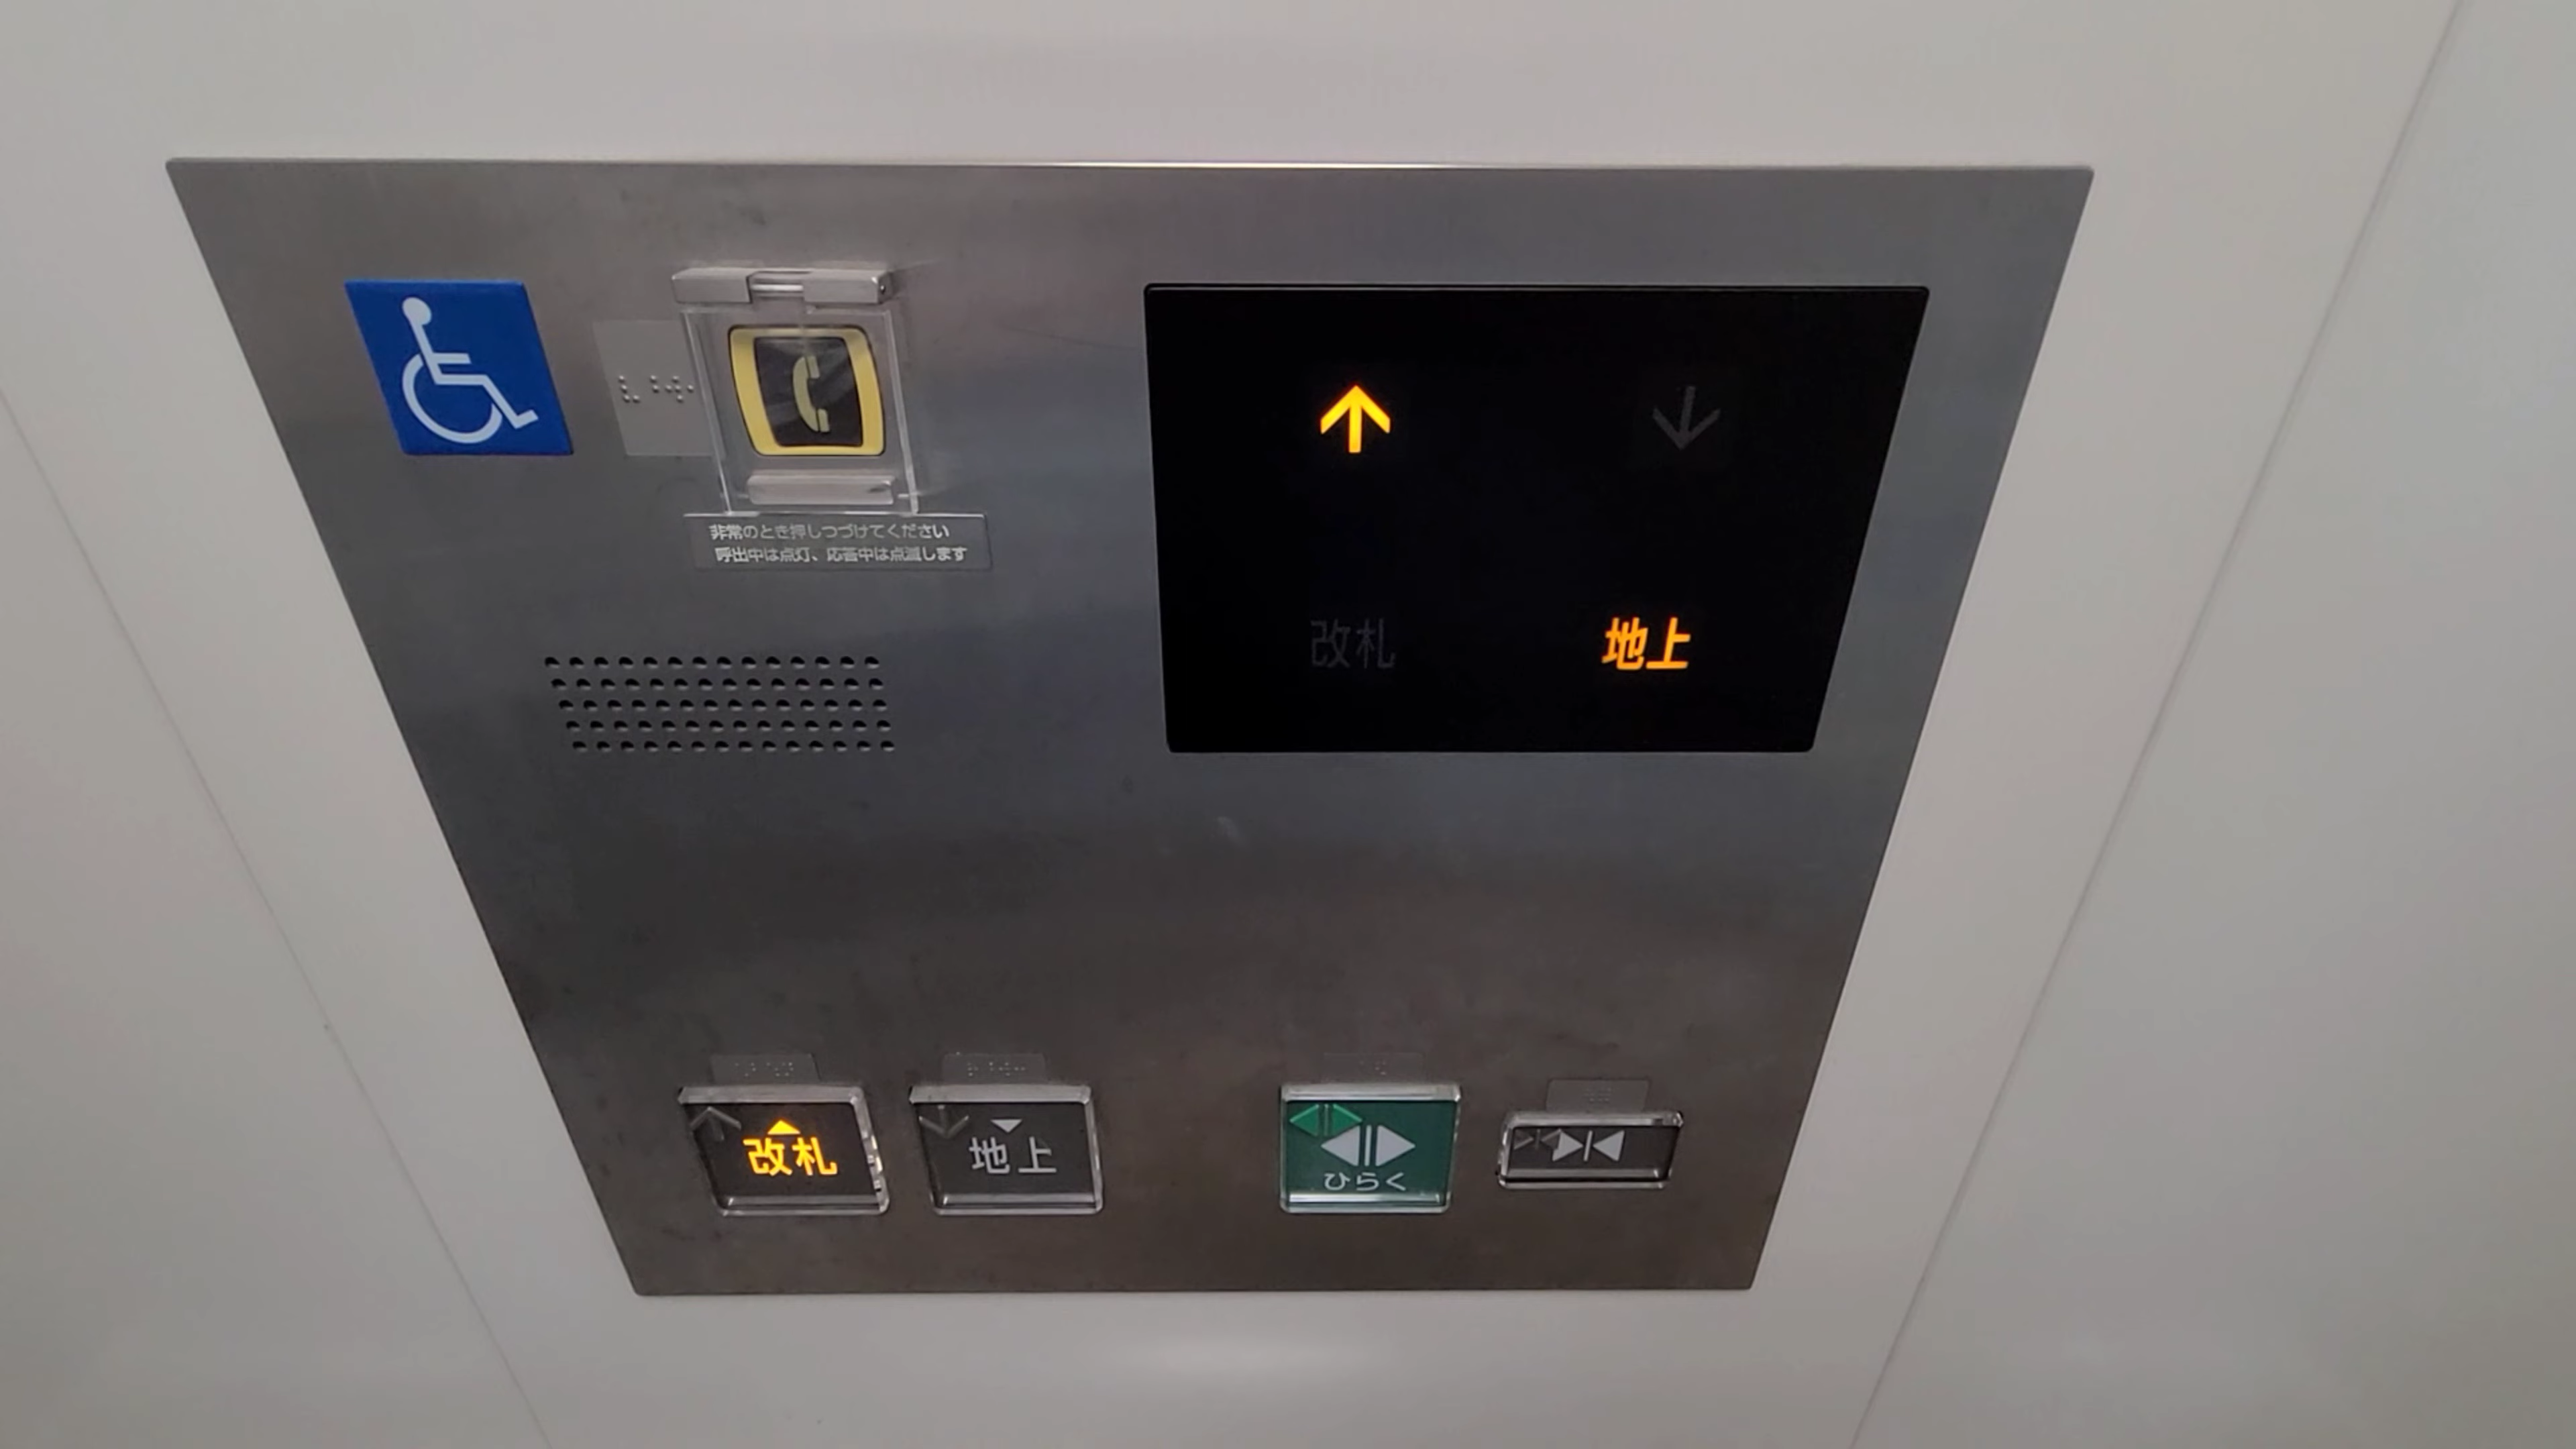 非常のとき押しつづけてください
呼出中は点灯、応答中は点滅します
改札 地上
改札 地上 ひらく